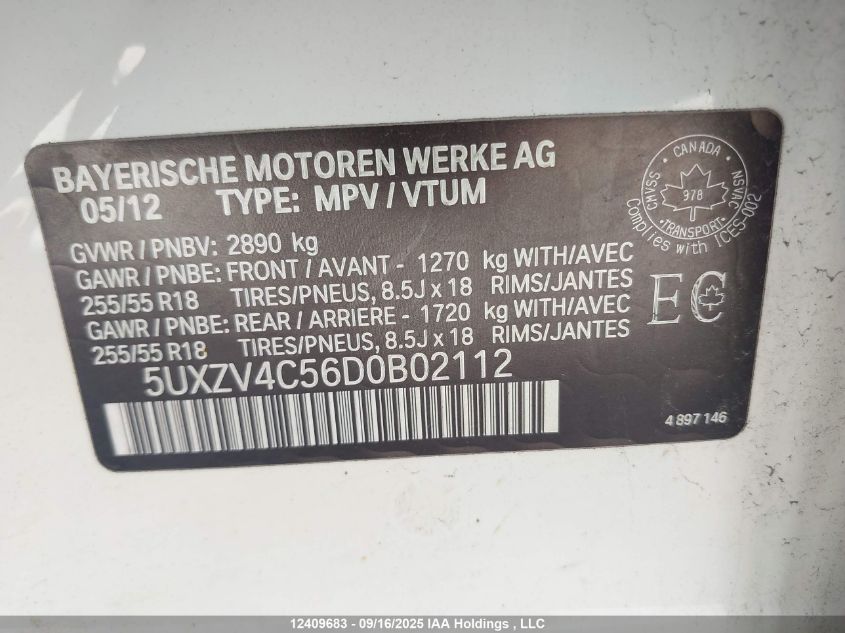 BAYERISCHE MOTOREN WERKE AG
05/12 TYPE: MPV / VTUM
GVWR / PNBV: 2890 kg
GAWR / PNBE: FRONT / AVANT - 1270 kg WITH/AVEC
255/55 R18 TIRES/PNEUS, 8.5J x 18 RIMS/JANTES
GAWR / PNBE: REAR / ARRIERE - 1720 kg WITH/AVEC
255/55 R18 TIRES/PNEUS, 8.5J x 18 RIMS/JANTES
5UXZV4C56D0B02112
CANADA
CMVSS
NSVAC
978
TRANSPORT
Complies with ICES-002
EC
4 897 146
12409683 - 09/16/2025 IAA Holdings , LLC